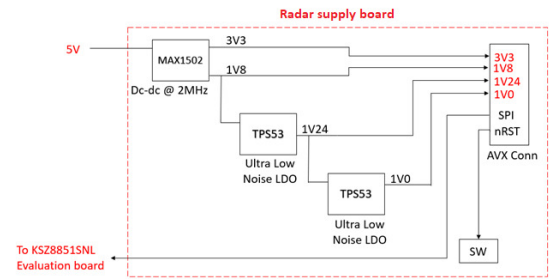 Radar supply board
5V
MAX1502
3V3
1V8
Dc-dc @ 2MHz
3V3
1V8
1V24
1V0
SPI
nRST
AVX Conn
TPS53
1V24
Ultra Low
Noise LDO
TPS53
1V0
Ultra Low
Noise LDO
SW
To KSZ8851SNL
Evaluation board